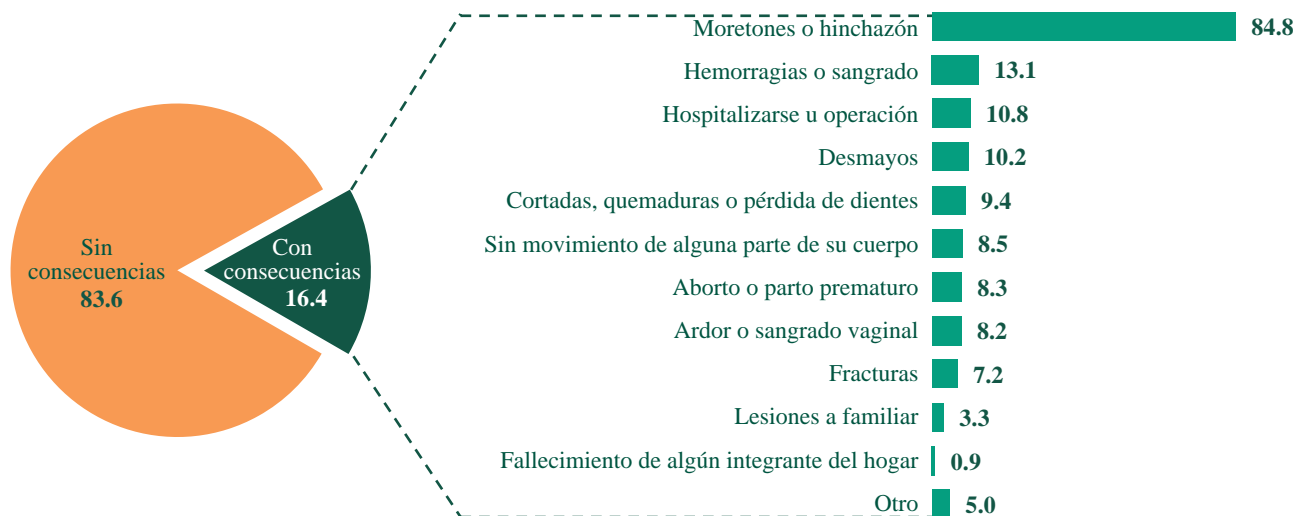 Sin
consecuencias
83.6
Con
consecuencias
16.4
Moretones o hinchazón 84.8
Hemorragias o sangrado 13.1
Hospitalizarse u operación 10.8
Desmayos 10.2
Cortadas, quemaduras o pérdida de dientes 9.4
Sin movimiento de alguna parte de su cuerpo 8.5
Aborto o parto prematuro 8.3
Ardor o sangrado vaginal 8.2
Fracturas 7.2
Lesiones a familiar 3.3
Fallecimiento de algún integrante del hogar 0.9
Otro 5.0